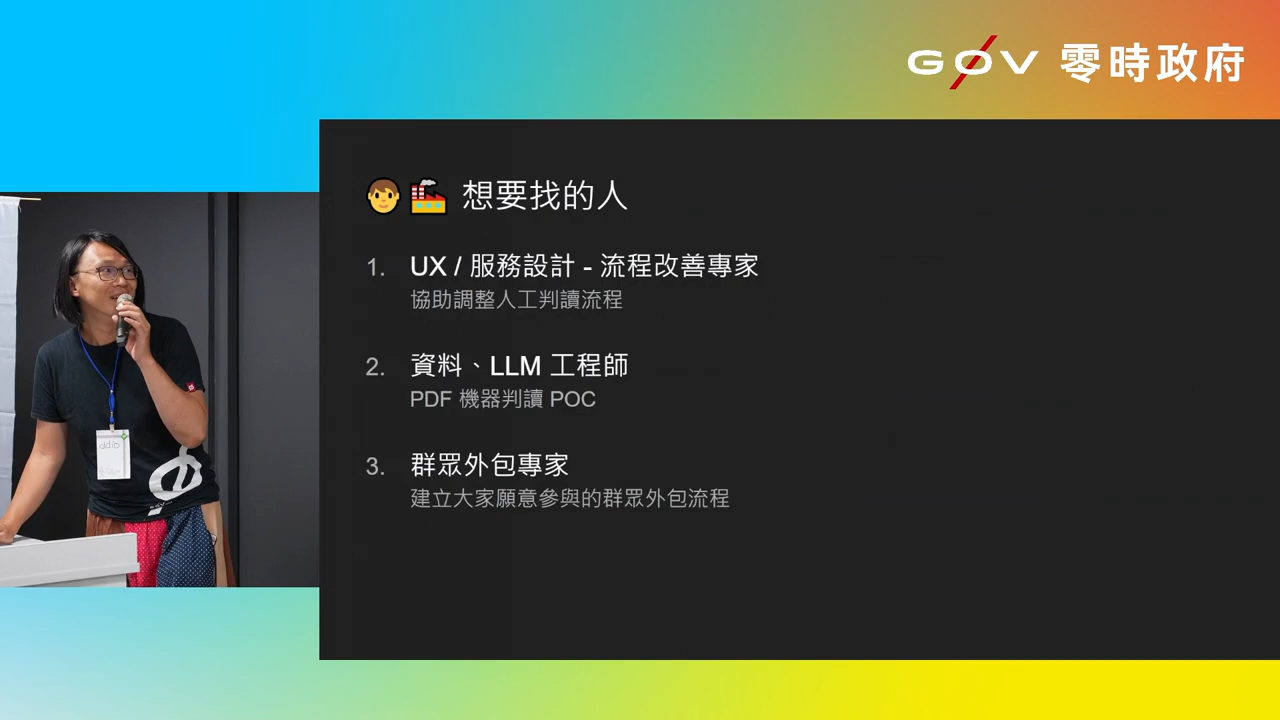 GØV 零時政府
想要找的人
1. UX / 服務設計 - 流程改善專家
協助調整人工判讀流程
2. 資料、LLM 工程師
PDF 機器判讀 POC
3. 群眾外包專家
建立大家願意參與的群眾外包流程
ddio